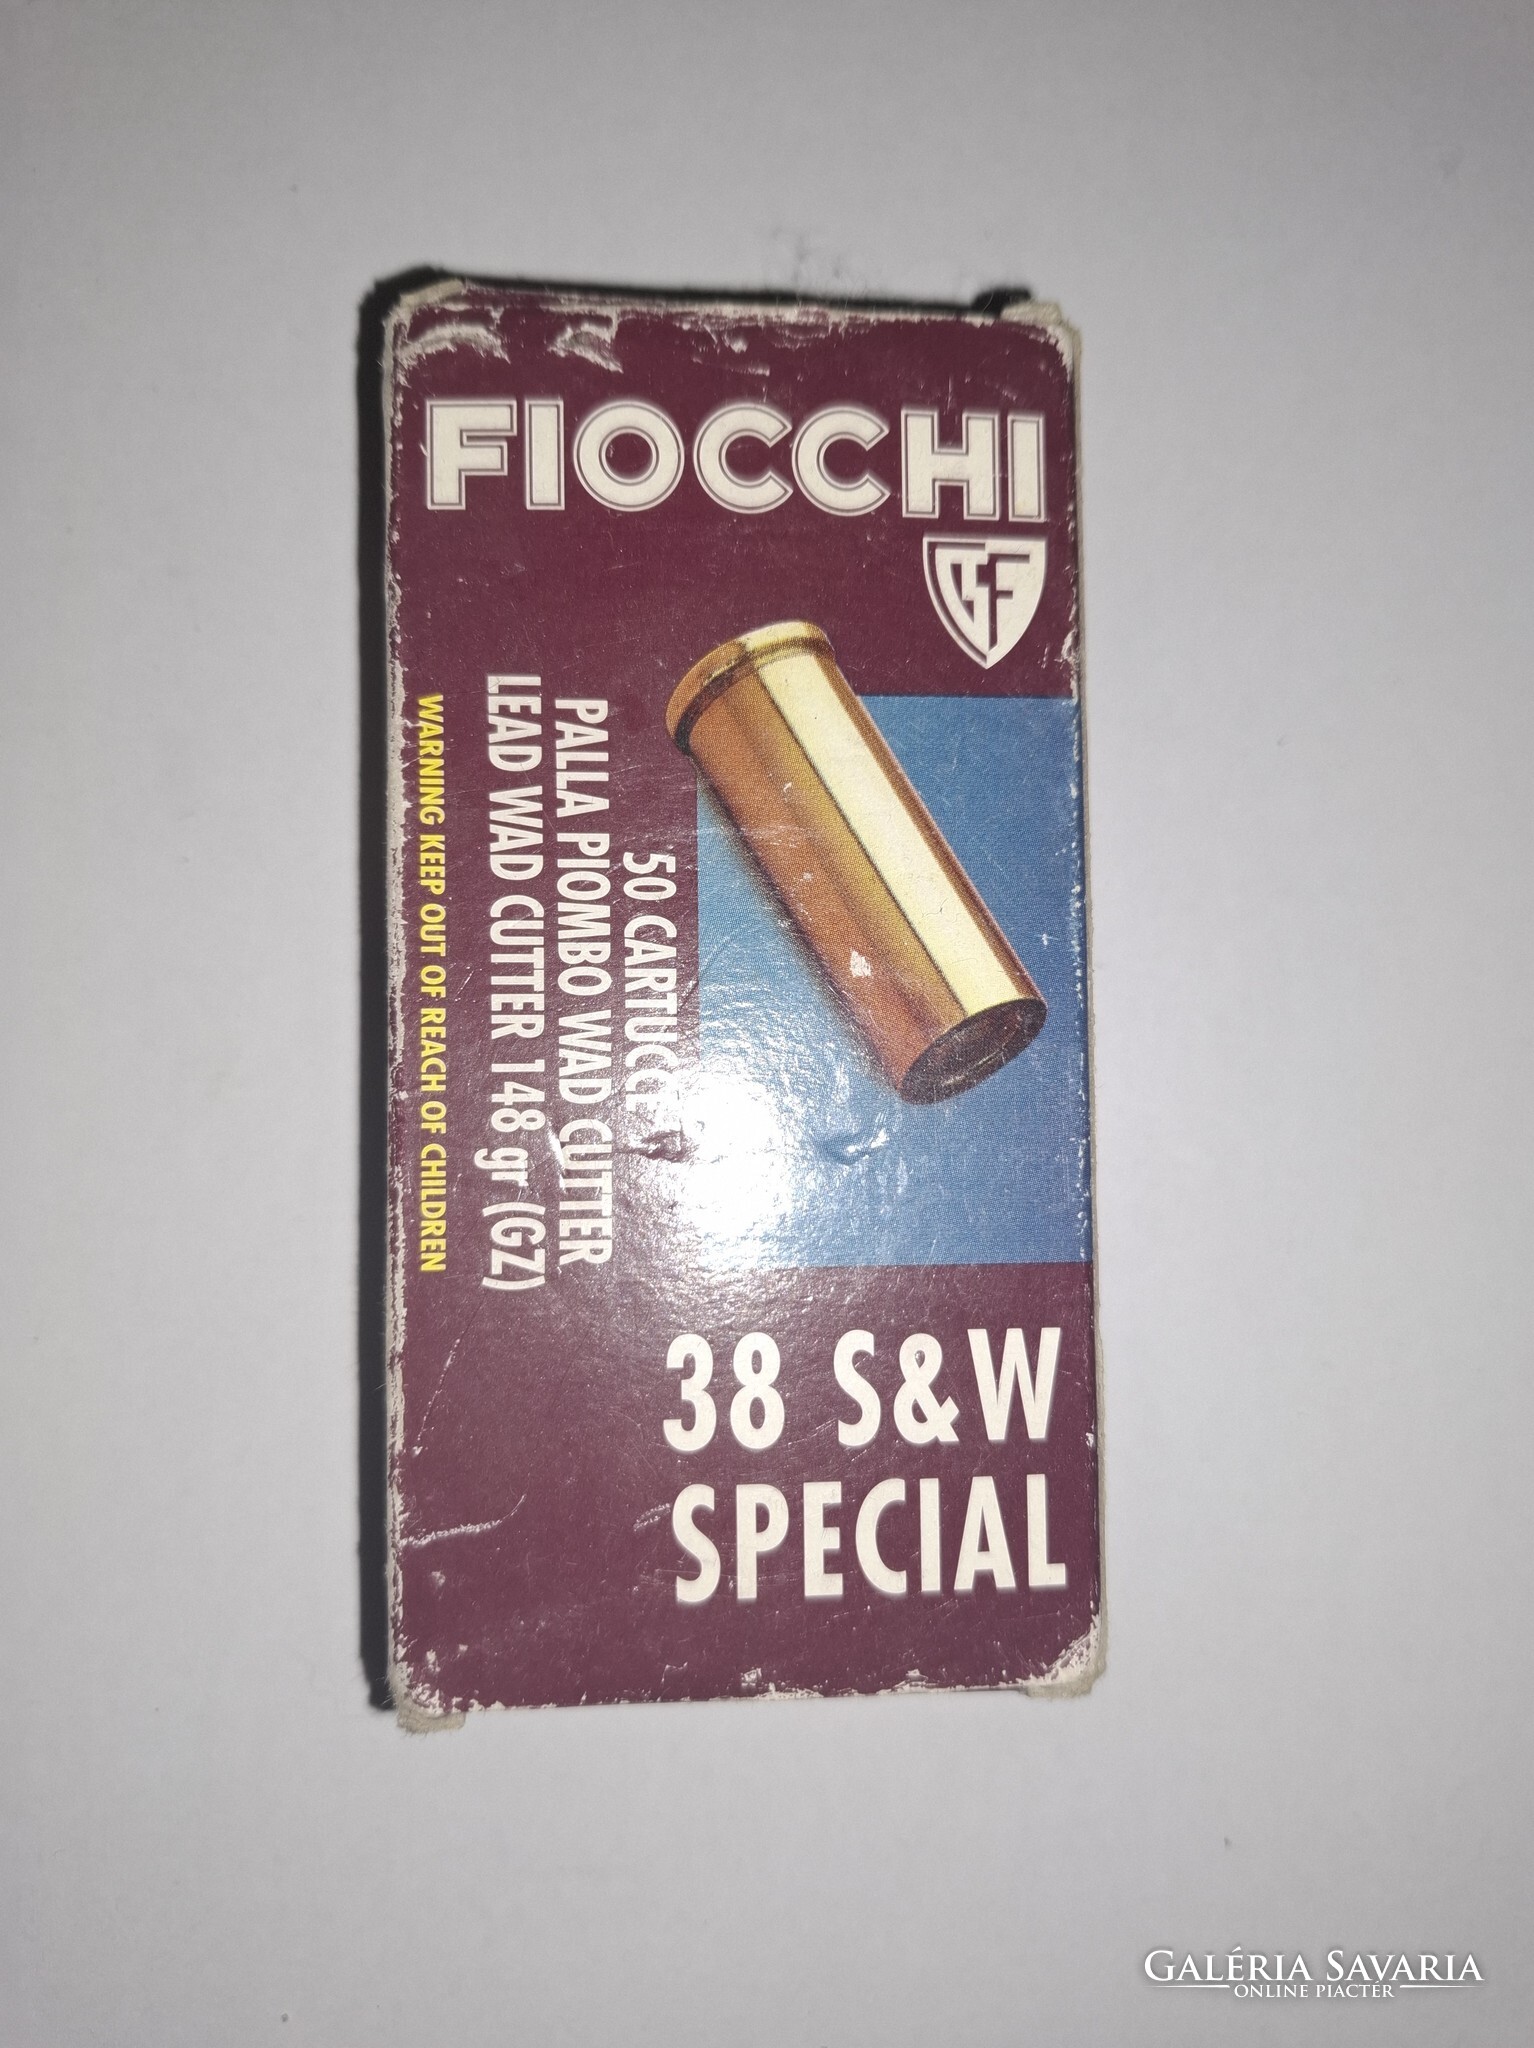 FIOCCHI
GF
50 CARTUCCE
PALLA PIOMBO WAD CUTTER
LEAD WAD CUTTER 148 gr (GZ)
WARNING KEEP OUT OF REACH OF CHILDREN
38 S&W
SPECIAL
GALÉRIA SAVARIA
ONLINE PIACTÉR